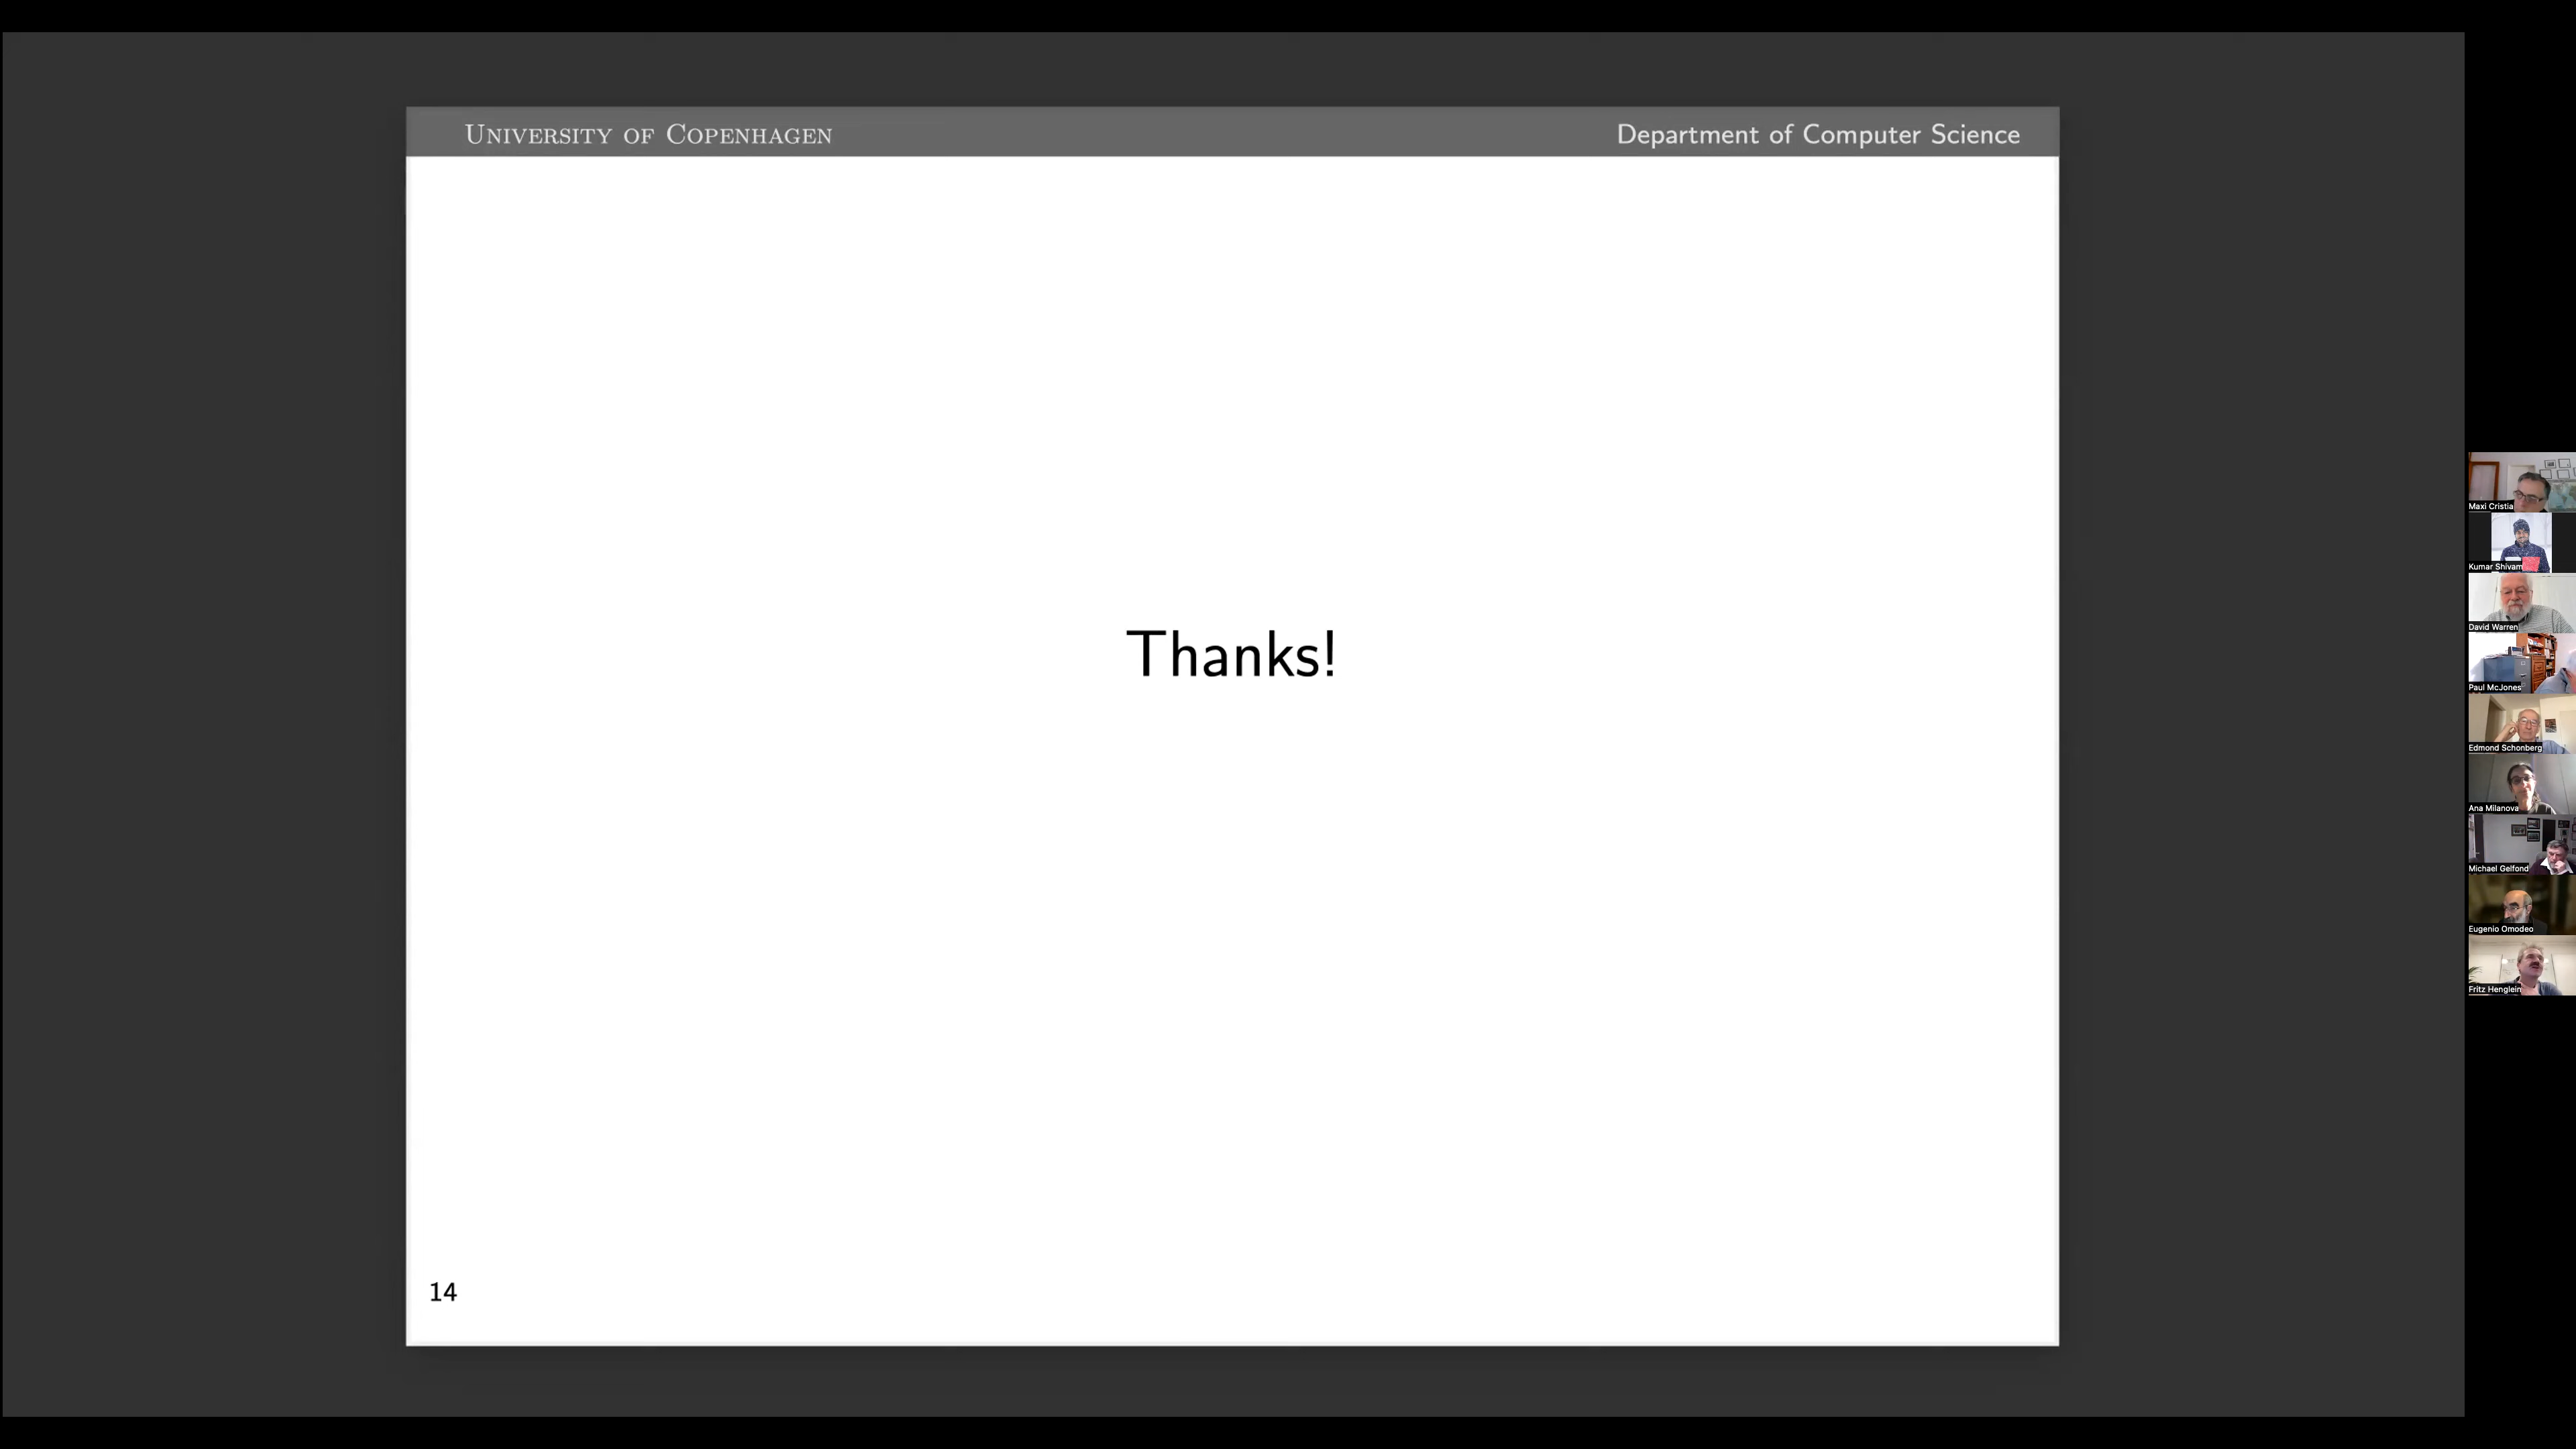 UNIVERSITY OF COPENHAGEN
Department of Computer Science
Thanks!
14
Maxi Cristia
Kumar Shivam
David Warren
Paul McJones
Edmond Schonberg
Ana Milanova
Michael Gelfond
Eugenio Omodeo
Fritz Henglein